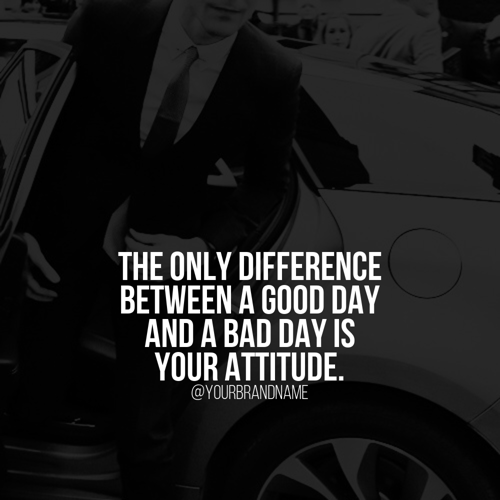 THE ONLY DIFFERENCE
BETWEEN A GOOD DAY
AND A BAD DAY IS
YOUR ATTITUDE.
@YOURBRANDNAME